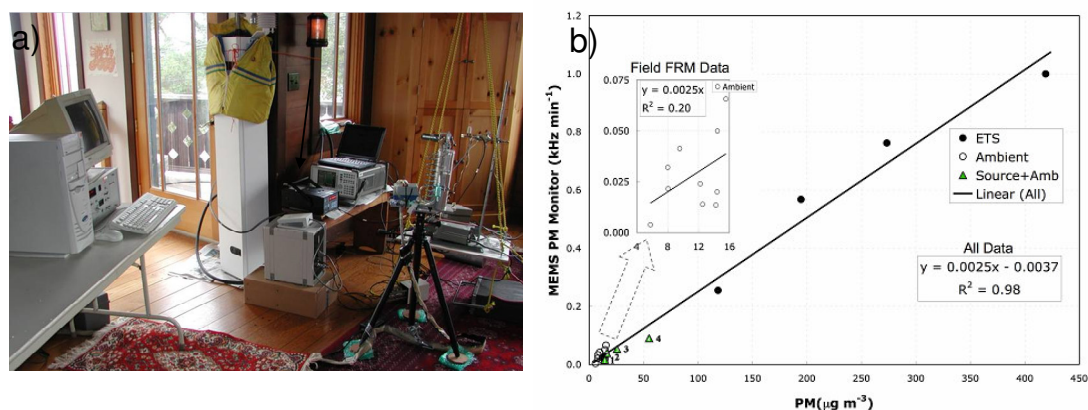 a)
b)
Field FRM Data
y = 0.0025x
R² = 0.20
Ambient
0.075
0.050
0.025
0.000
4 8 12 16
MEMS PM Monitor (kHz min⁻¹)
1.2
1.0
0.8
0.6
0.4
0.2
0.0
ETS
Ambient
Source+Amb
Linear (All)
All Data
y = 0.0025x - 0.0037
R² = 0.98
1 2 3 4
0 50 100 150 200 250 300 350 400 450
PM(μg m⁻³)